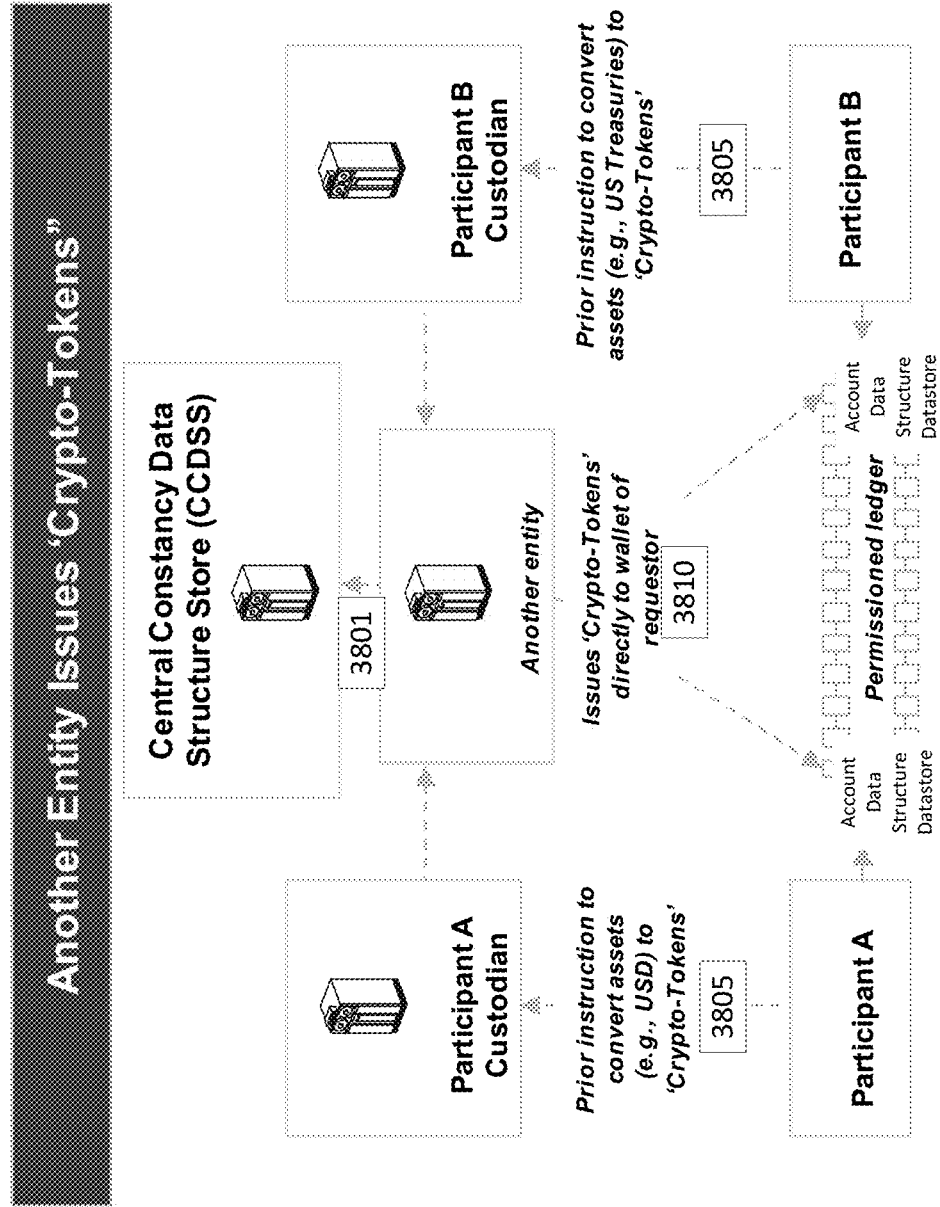 Another Entity Issues ‘Crypto-Tokens”
Central Constancy Data
Structure Store (CCDSS)
3801
Participant A
Custodian
Another entity
Participant B
Custodian
Prior instruction to
convert assets
(e.g., USD) to
‘Crypto-Tokens’
3805
Issues ‘Crypto-Tokens’
directly to wallet of
requestor
3810
Prior instruction to convert
assets (e.g., US Treasuries) to
‘Crypto-Tokens’
3805
Participant A
Account
Data
Structure
Datastore
Permissioned ledger
Account
Data
Structure
Datastore
Participant B